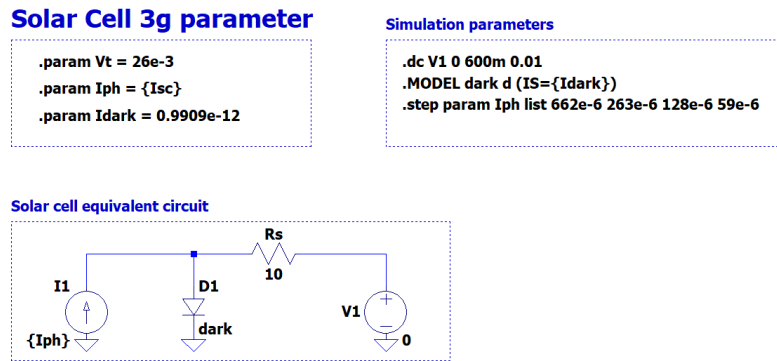 Solar Cell 3g parameter
.param Vt = 26e-3
.param Iph = {Isc}
.param Idark = 0.9909e-12
Simulation parameters
.dc V1 0 600m 0.01
.MODEL dark d (IS={Idark})
.step param Iph list 662e-6 263e-6 128e-6 59e-6
Solar cell equivalent circuit
Rs
10
I1
{Iph}
D1
dark
V1
0